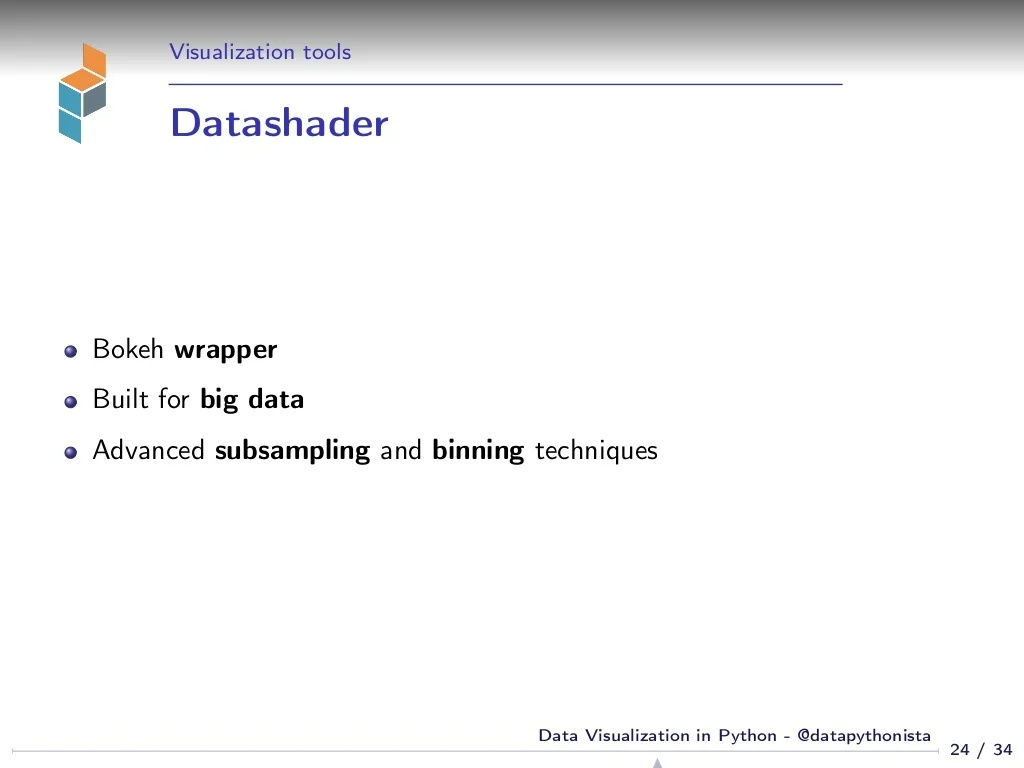 Visualization tools
Datashader
Bokeh wrapper
Built for big data
Advanced subsampling and binning techniques
Data Visualization in Python - @datapythonista
24 / 34